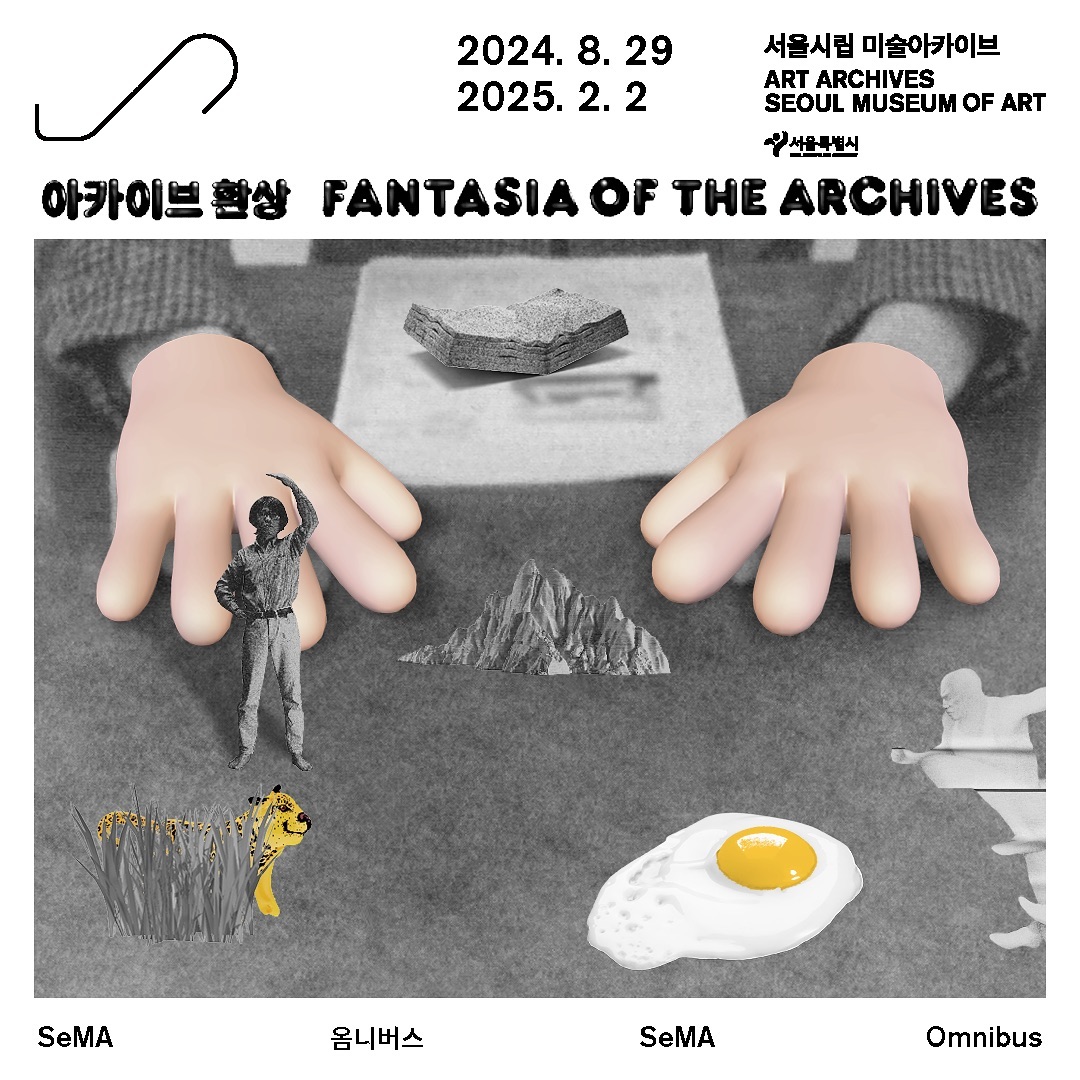 2024. 8. 29
2025. 2. 2
서울시립 미술아카이브
ART ARCHIVES
SEOUL MUSEUM OF ART
서울특별시
아카이브 환상 FANTASIA OF THE ARCHIVES
SeMA 옴니버스 SeMA Omnibus